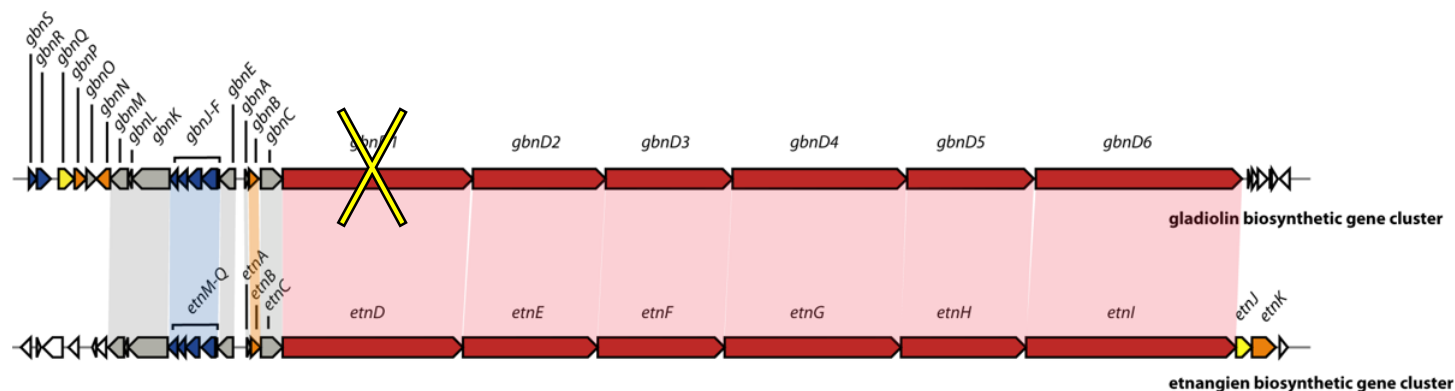 gbnS
gbnR
gbnQ
gbnP
gbnO
gbnN
gbnM
gbnL
gbnK
gbnJ-F
gbnE
gbnA
gbnB
gbnC
gbnD1 gbnD2 gbnD3 gbnD4 gbnD5 gbnD6
gladiolin biosynthetic gene cluster
etnM-Q
etnA
etnB
etnC
etnD etnE etnF etnG etnH etnI
etnJ
etnK
etnangien biosynthetic gene cluster